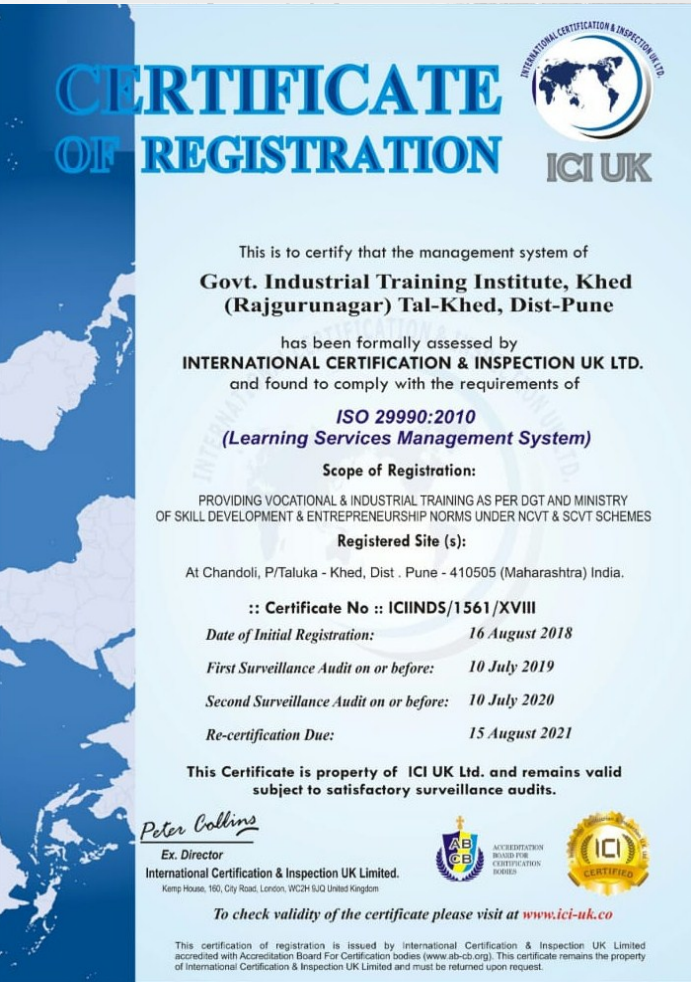 INTERNATIONAL CERTIFICATION & INSPECTION UK LTD.
CERTIFICATE
OF REGISTRATION
ICI UK
This is to certify that the management system of
Govt. Industrial Training Institute, Khed
(Rajgurunagar) Tal-Khed, Dist-Pune
has been formally assessed by
INTERNATIONAL CERTIFICATION & INSPECTION UK LTD.
and found to comply with the requirements of
ISO 29990:2010
(Learning Services Management System)
Scope of Registration:
PROVIDING VOCATIONAL & INDUSTRIAL TRAINING AS PER DGT AND MINISTRY
OF SKILL DEVELOPMENT & ENTREPRENEURSHIP NORMS UNDER NCVT & SCVT SCHEMES
Registered Site (s):
At Chandoli, P/Taluka - Khed, Dist . Pune - 410505 (Maharashtra) India.
:: Certificate No :: ICIINDS/1561/XVIII
Date of Initial Registration: 16 August 2018
First Surveillance Audit on or before: 10 July 2019
Second Surveillance Audit on or before: 10 July 2020
Re-certification Due: 15 August 2021
This Certificate is property of ICI UK Ltd. and remains valid
subject to satisfactory surveillance audits.
Peter Collins
Ex. Director
International Certification & Inspection UK Limited.
Kemp House, 160, City Road, London, WC2H 9JQ United Kingdom
AB
CB
ACCREDITATION
BOARD FOR
CERTIFICATION
BODIES
ICI
CERTIFIED
To check validity of the certificate please visit at www.ici-uk.co
This certification of registration is issued by International Certification & Inspection UK Limited
accredited with Accreditation Board For Certification bodies (www.ab-cb.org). This certificate remains the property
of International Certification & Inspection UK Limited and must be returned upon request.